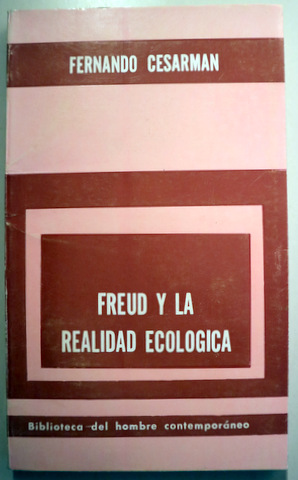 FERNANDO CESARMAN
FREUD Y LA
REALIDAD ECOLOGICA
Biblioteca del hombre contemporáneo